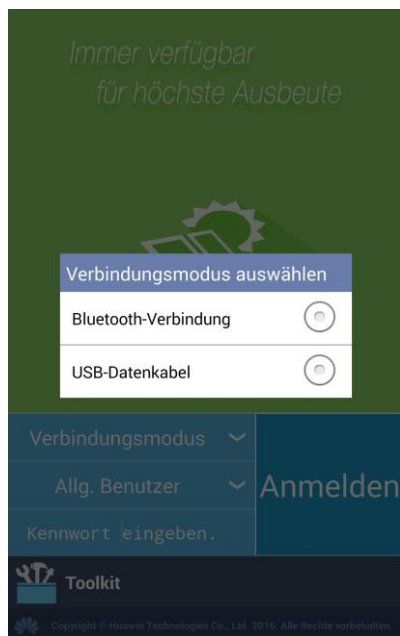 Immer verfügbar
für höchste Ausbeute
Verbindungsmodus auswählen
Bluetooth-Verbindung
USB-Datenkabel
Verbindungsmodus
Allg. Benutzer
Anmelden
Kennwort eingeben.
Toolkit
Copyright © Huawei Technologies Co., Ltd. 2016. Alle Rechte vorbehalten.